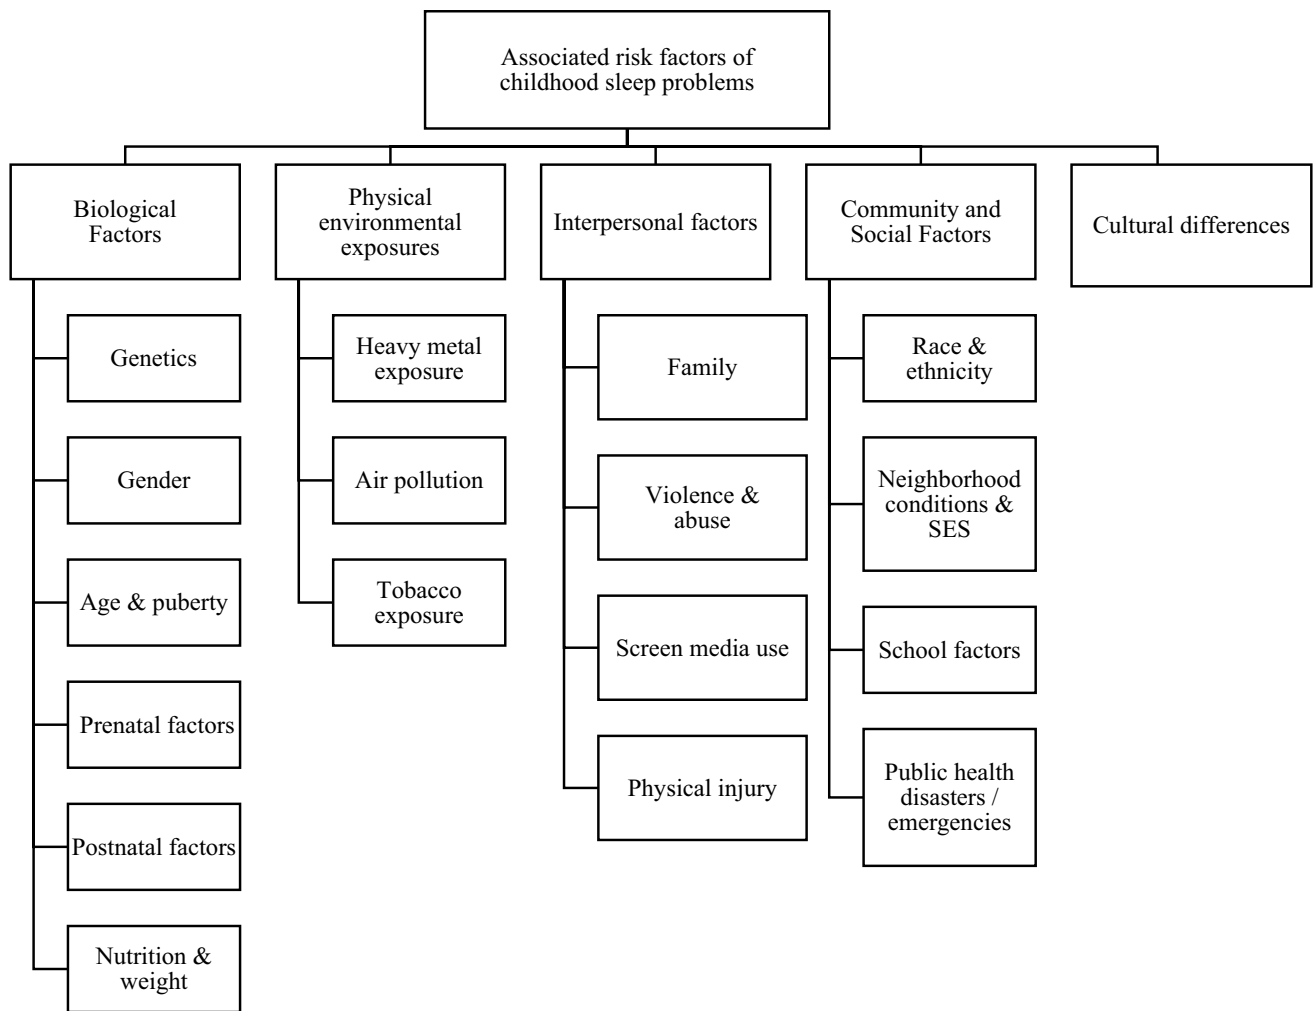 Associated risk factors of
childhood sleep problems
Biological
Factors
Physical
environmental
exposures
Interpersonal factors
Community and
Social Factors
Cultural differences
Genetics
Gender
Age & puberty
Prenatal factors
Postnatal factors
Nutrition &
weight
Heavy metal
exposure
Air pollution
Tobacco
exposure
Family
Violence &
abuse
Screen media use
Physical injury
Race &
ethnicity
Neighborhood
conditions &
SES
School factors
Public health
disasters /
emergencies